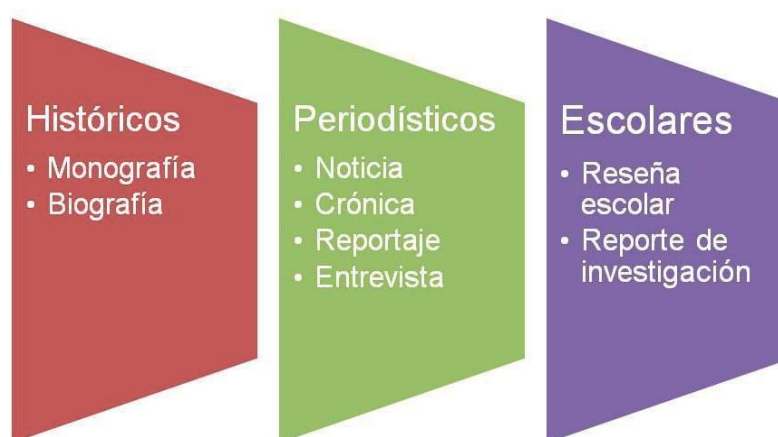 Históricos
• Monografía
• Biografía
Periodísticos
• Noticia
• Crónica
• Reportaje
• Entrevista
Escolares
• Reseña
escolar
• Reporte de
investigación